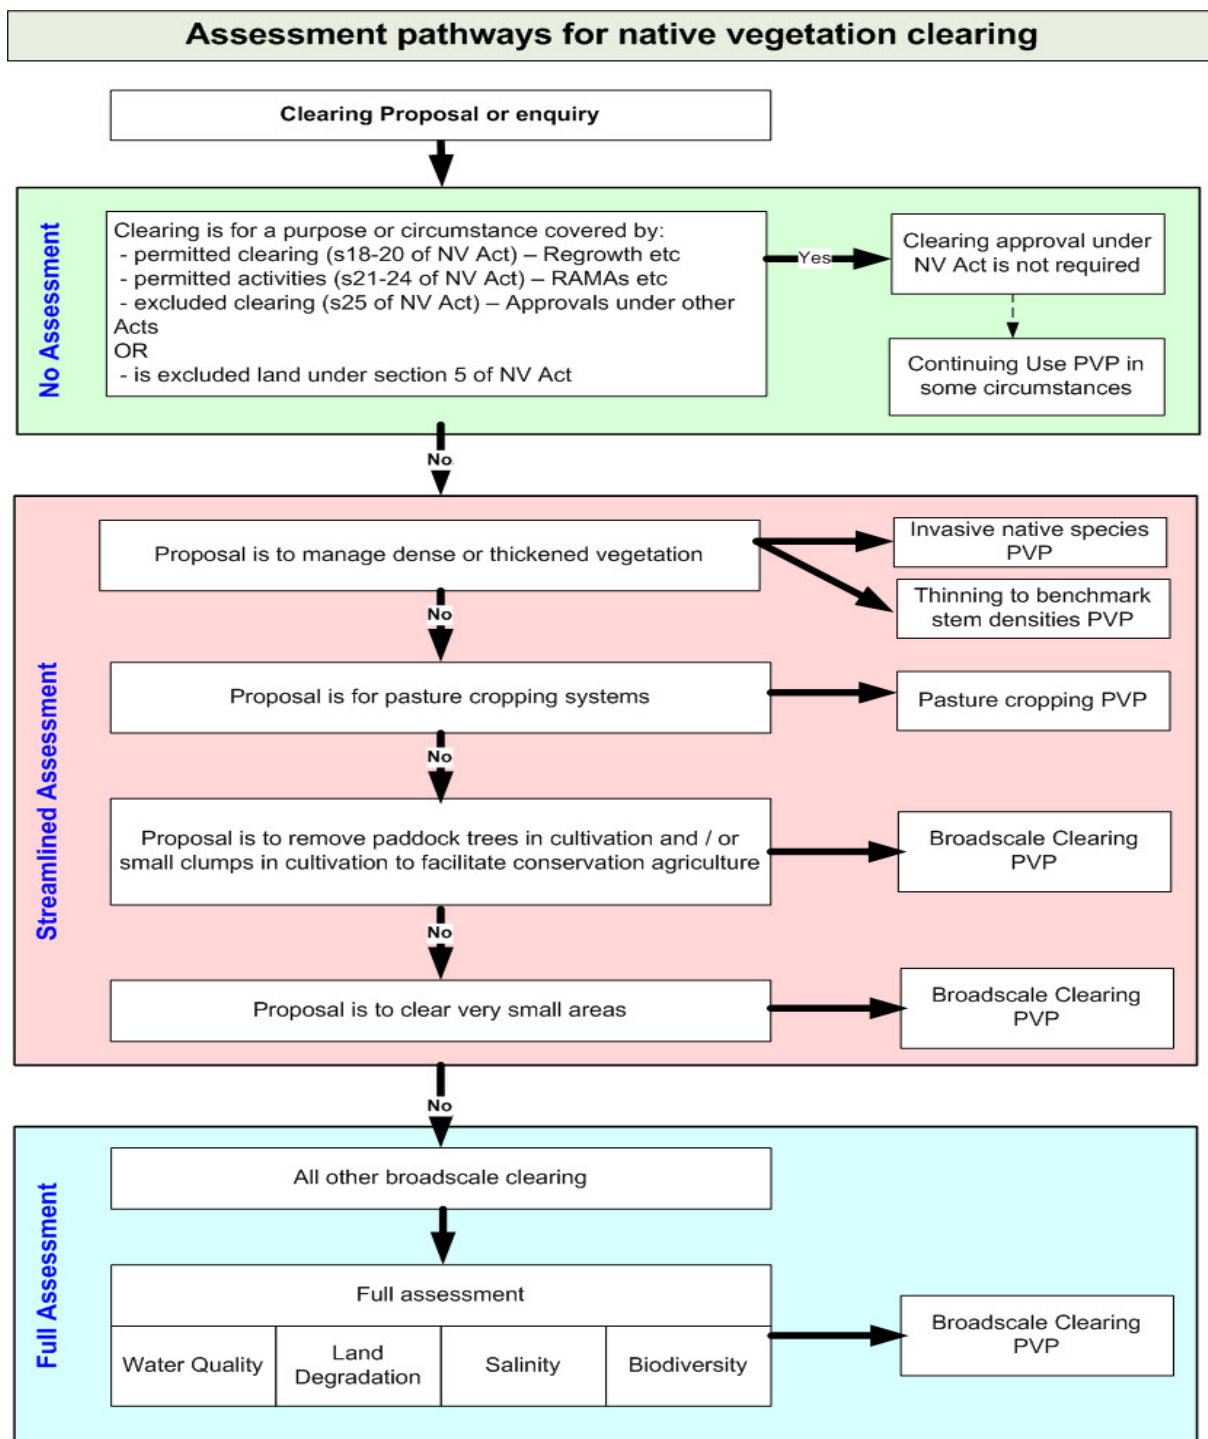 Assessment pathways for native vegetation clearing
Clearing Proposal or enquiry
No Assessment
Clearing is for a purpose or circumstance covered by:
- permitted clearing (s18-20 of NV Act) – Regrowth etc
- permitted activities (s21-24 of NV Act) – RAMAs etc
- excluded clearing (s25 of NV Act) – Approvals under other
Acts
OR
- is excluded land under section 5 of NV Act
Yes
Clearing approval under
NV Act is not required
Continuing Use PVP in
some circumstances
No
Streamlined Assessment
Proposal is to manage dense or thickened vegetation
Invasive native species
PVP
Thinning to benchmark
stem densities PVP
No
Proposal is for pasture cropping systems
Pasture cropping PVP
No
Proposal is to remove paddock trees in cultivation and / or
small clumps in cultivation to facilitate conservation agriculture
Broadscale Clearing
PVP
No
Proposal is to clear very small areas
Broadscale Clearing
PVP
No
Full Assessment
All other broadscale clearing
Full assessment
Water Quality
Land
Degradation
Salinity
Biodiversity
Broadscale Clearing
PVP